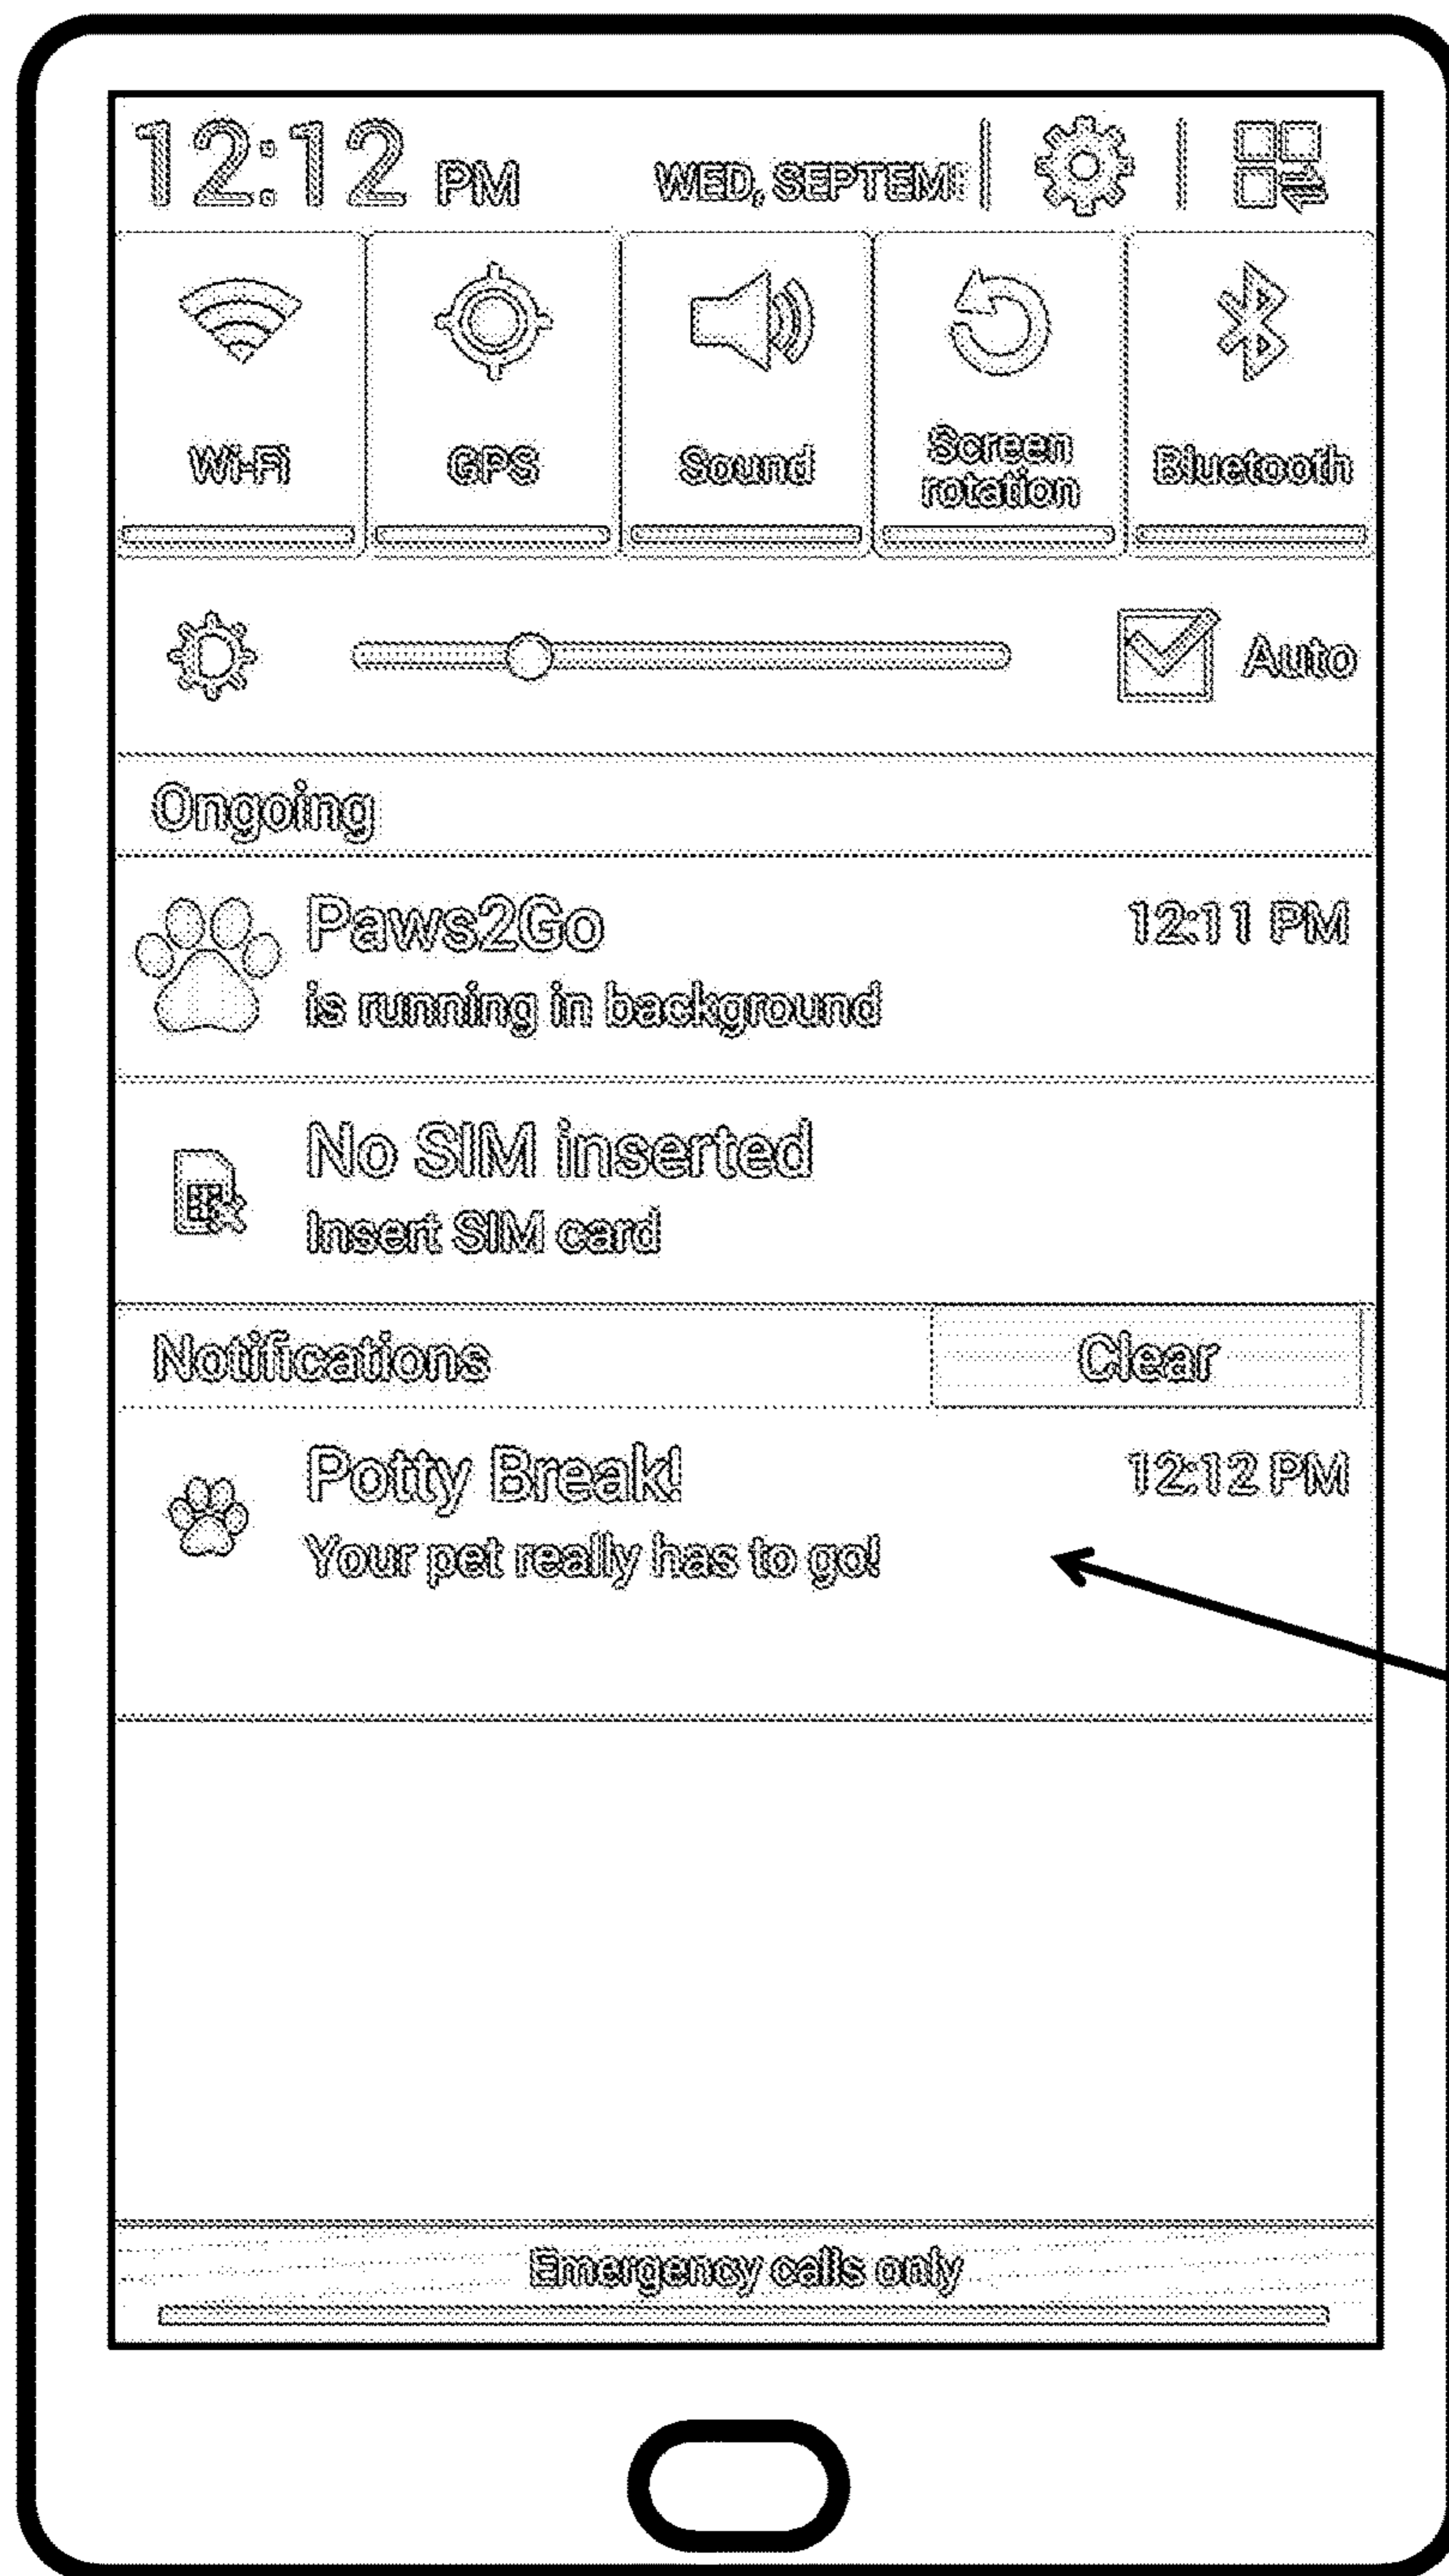 12:12 PM WED, SEPTEM
Wi-Fi GPS Sound Screen rotation Bluetooth
Auto
Ongoing
Paws2Go 12:11 PM
is running in background
No SIM inserted
Insert SIM card
Notifications Clear
Potty Break! 12:12 PM
Your pet really has to go!
Emergency calls only